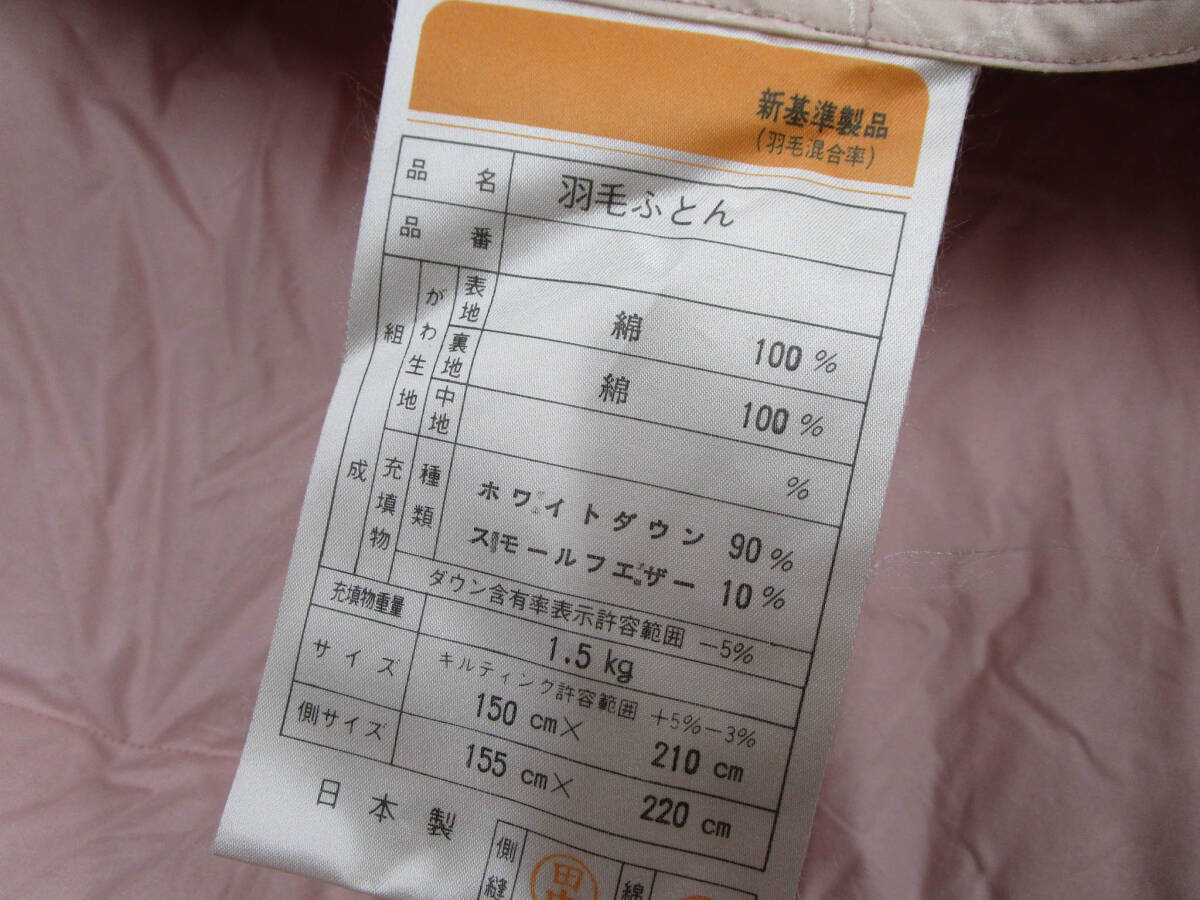 新基準製品
(羽毛混合率)
品 名 羽毛ふとん
品 番
組成
がわ生地
表地 綿 100 %
裏地 綿 100 %
中地 %
充填物
種類
ホワイトダウン 90 %
スモールフェザー 10 %
ダウン含有率表示許容範囲 −5%
充填物重量 1.5 kg
キルティング許容範囲 +5%−3%
サイズ 150 cm× 210 cm
側サイズ 155 cm× 220 cm
日本製
側縫
綿
田